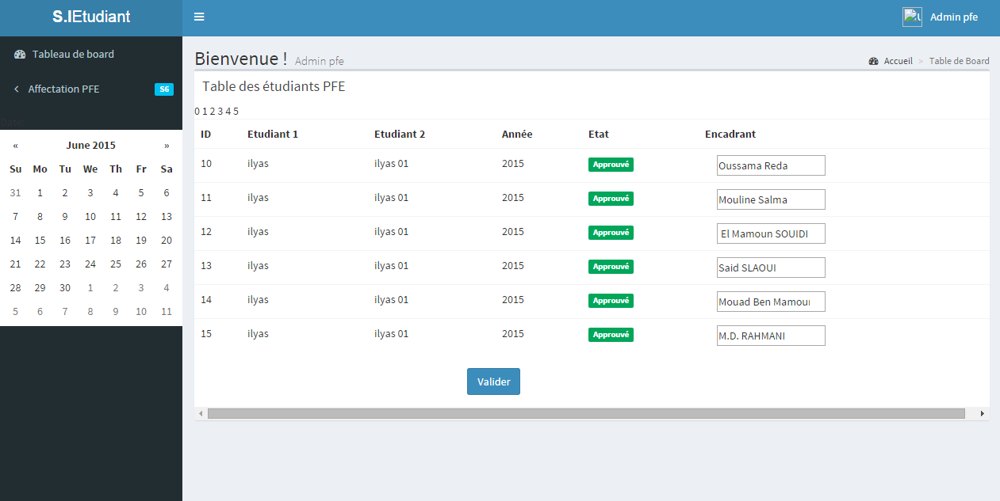 S.IEtudiant
Admin pfe
Tableau de board
Affectation PFE S6
Date:
« June 2015 »
Su Mo Tu We Th Fr Sa
31 1 2 3 4 5 6
7 8 9 10 11 12 13
14 15 16 17 18 19 20
21 22 23 24 25 26 27
28 29 30 1 2 3 4
5 6 7 8 9 10 11
Bienvenue ! Admin pfe
Accueil > Table de Board
Table des étudiants PFE
0 1 2 3 4 5
ID Etudiant 1 Etudiant 2 Année Etat Encadrant
10 ilyas ilyas 01 2015 Approuvé Oussama Reda
11 ilyas ilyas 01 2015 Approuvé Mouline Salma
12 ilyas ilyas 01 2015 Approuvé El Mamoun SOUIDI
13 ilyas ilyas 01 2015 Approuvé Said SLAOUI
14 ilyas ilyas 01 2015 Approuvé Mouad Ben Mamou
15 ilyas ilyas 01 2015 Approuvé M.D. RAHMANI
Valider